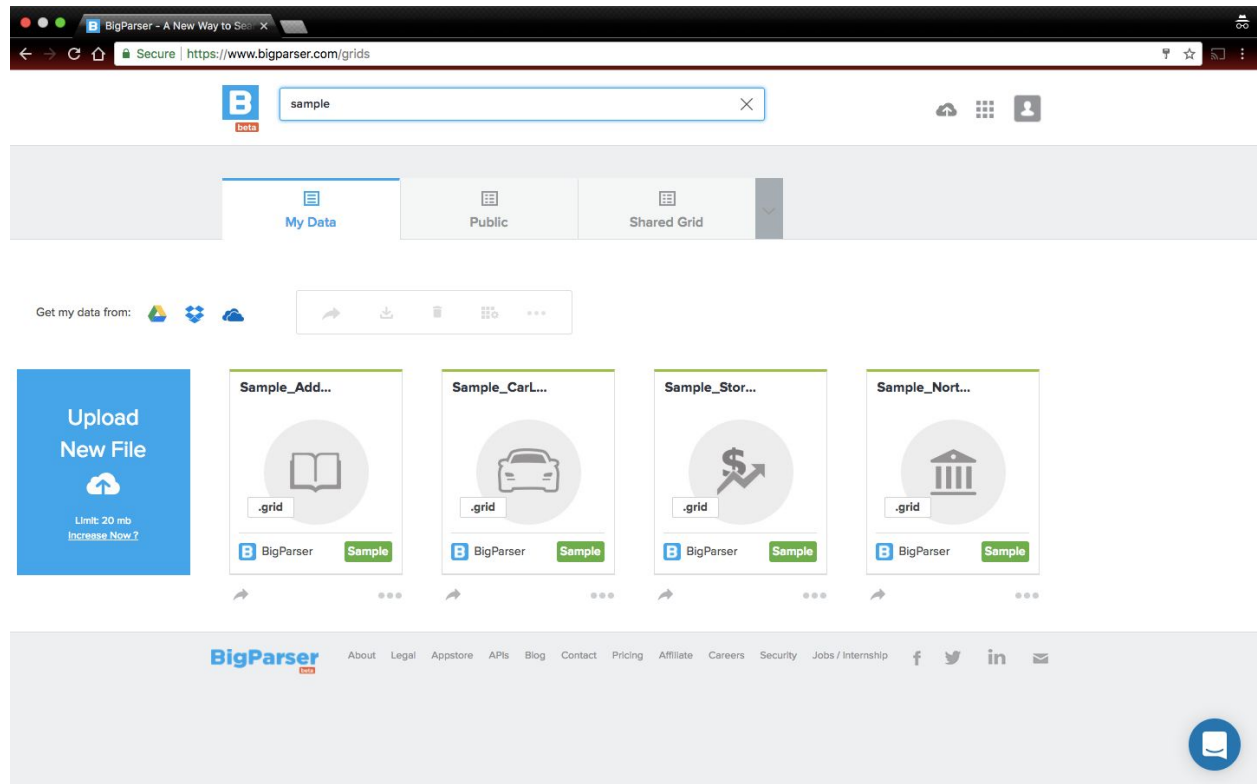 BigParser - A New Way to Sea
Secure | https://www.bigparser.com/grids
B
beta
sample
My Data
Public
Shared Grid
Get my data from:
Upload
New File
Limit: 20 mb
Increase Now ?
Sample_Add...
.grid
B BigParser Sample
Sample_CarL...
.grid
B BigParser Sample
Sample_Stor...
.grid
B BigParser Sample
Sample_Nort...
.grid
B BigParser Sample
BigParser
beta
About Legal Appstore APIs Blog Contact Pricing Affiliate Careers Security Jobs / Internship